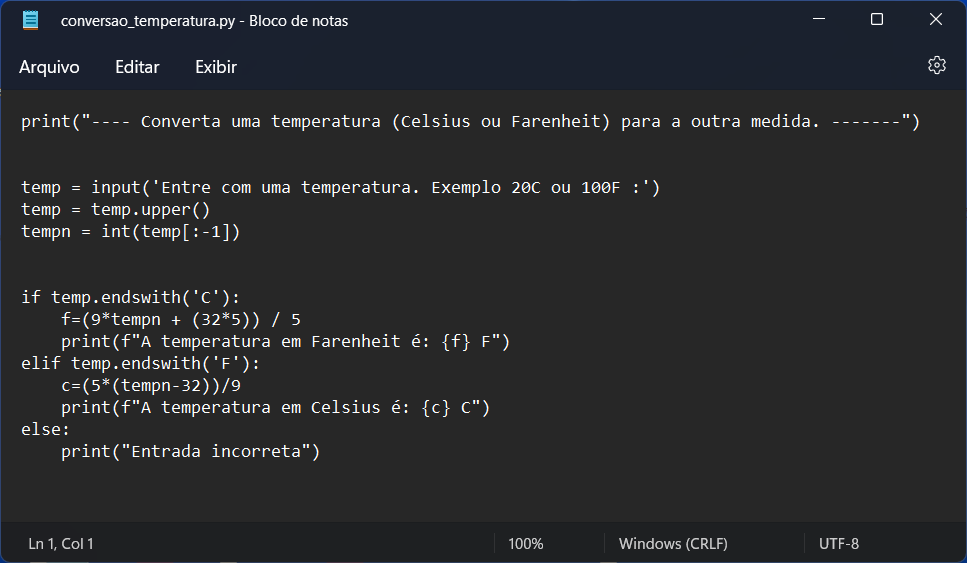 conversao_temperatura.py - Bloco de notas
Arquivo Editar Exibir
print("---- Converta uma temperatura (Celsius ou Farenheit) para a outra medida. -------")
temp = input('Entre com uma temperatura. Exemplo 20C ou 100F :')
temp = temp.upper()
tempn = int(temp[:-1])
if temp.endswith('C'):
    f=(9*tempn + (32*5)) / 5
    print(f"A temperatura em Farenheit é: {f} F")
elif temp.endswith('F'):
    c=(5*(tempn-32))/9
    print(f"A temperatura em Celsius é: {c} C")
else:
    print("Entrada incorreta")
Ln 1, Col 1 100% Windows (CRLF) UTF-8